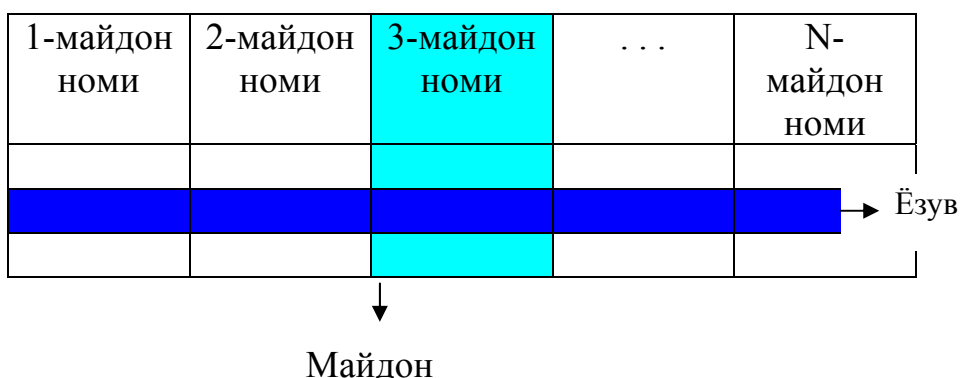 1-майдон 2-майдон 3-майдон . . . N-
номи номи номи майдон
номи
Ёзув
Майдон